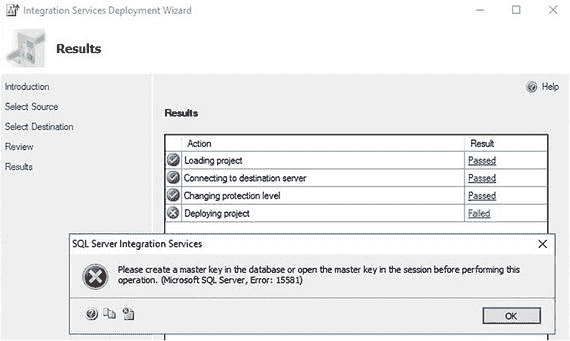 Integration Services Deployment Wizard
Results
Introduction
Select Source
Select Destination
Review
Results
Help
Results
Action Result
Loading project Passed
Connecting to destination server Passed
Changing protection level Passed
Deploying project Failed
SQL Server Integration Services
Please create a master key in the database or open the master key in the session before performing this
operation. (Microsoft SQL Server, Error: 15581)
OK